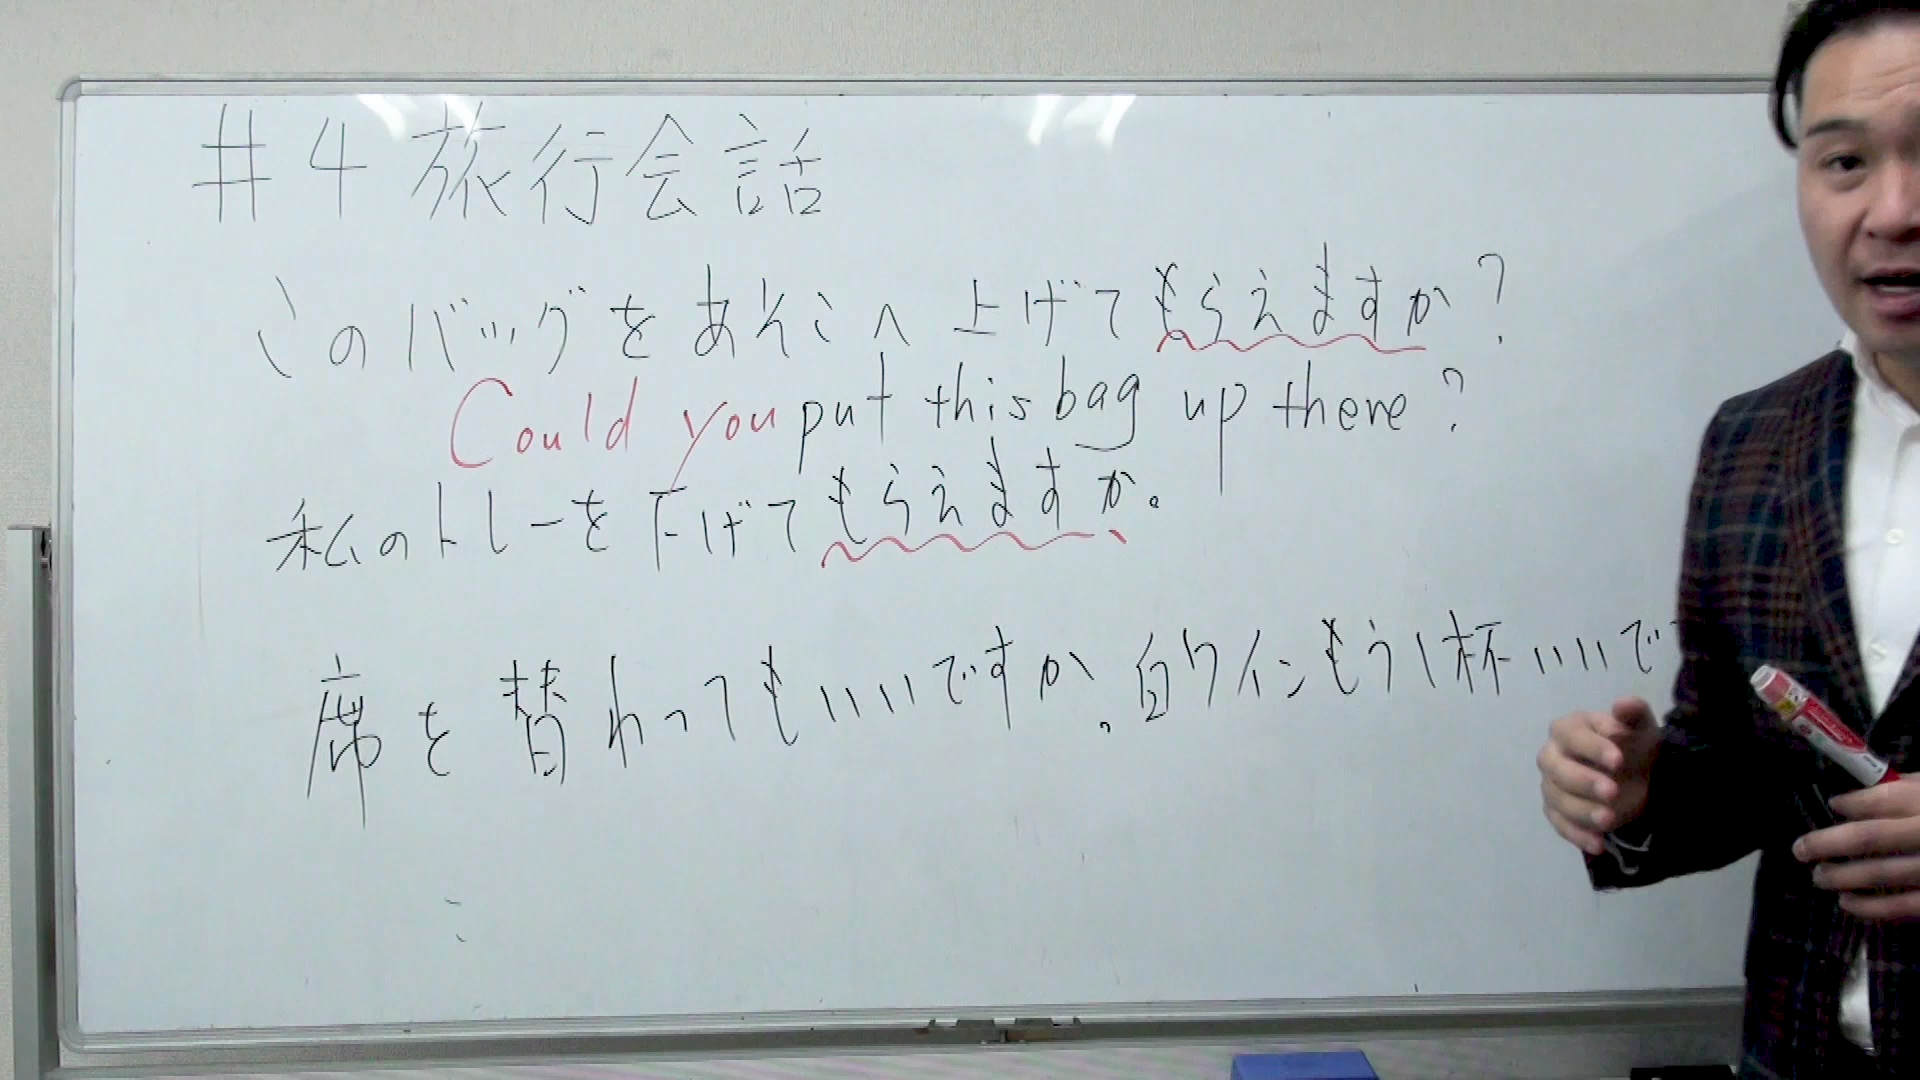 #4 旅行会話
このバッグをあそこへ上げてもらえますか?
Could you put this bag up there?
私のトレーを下げてもらえますか。
席を替わってもいいですか。白ワインもう1杯いいで